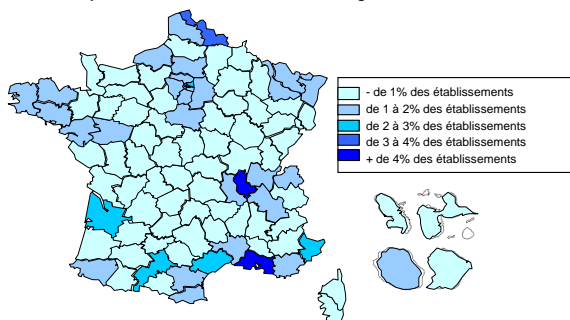 - de 1% des établissements
de 1 à 2% des établissements
de 2 à 3% des établissements
de 3 à 4% des établissements
+ de 4% des établissements